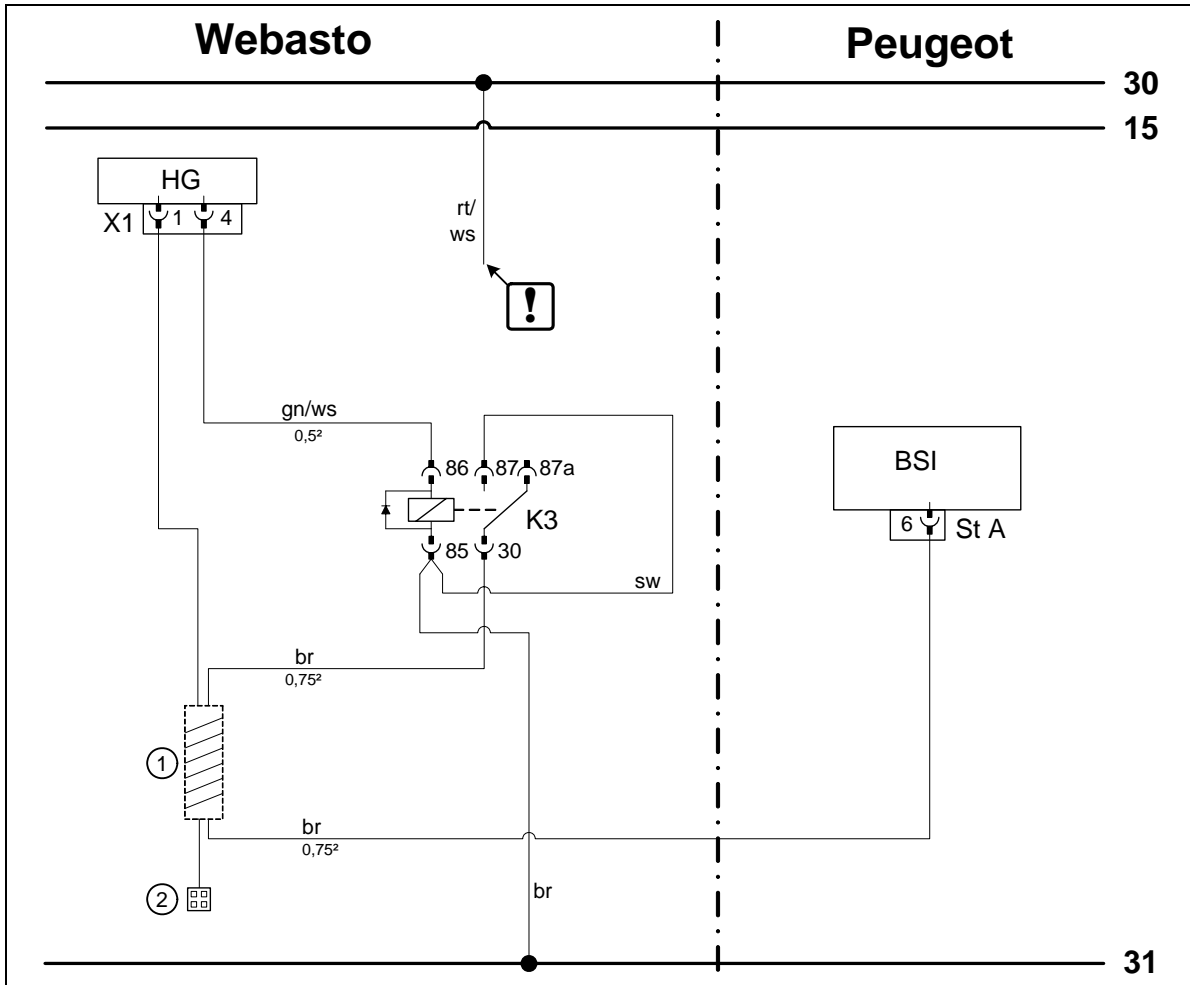 Webasto
Peugeot
30
15
HG
X1 1 4
rt/
ws
!
gn/ws
0,5²
86 87 87a
K3
85 30
sw
BSI
6 St A
br
0,75²
1
br
0,75²
2
br
31